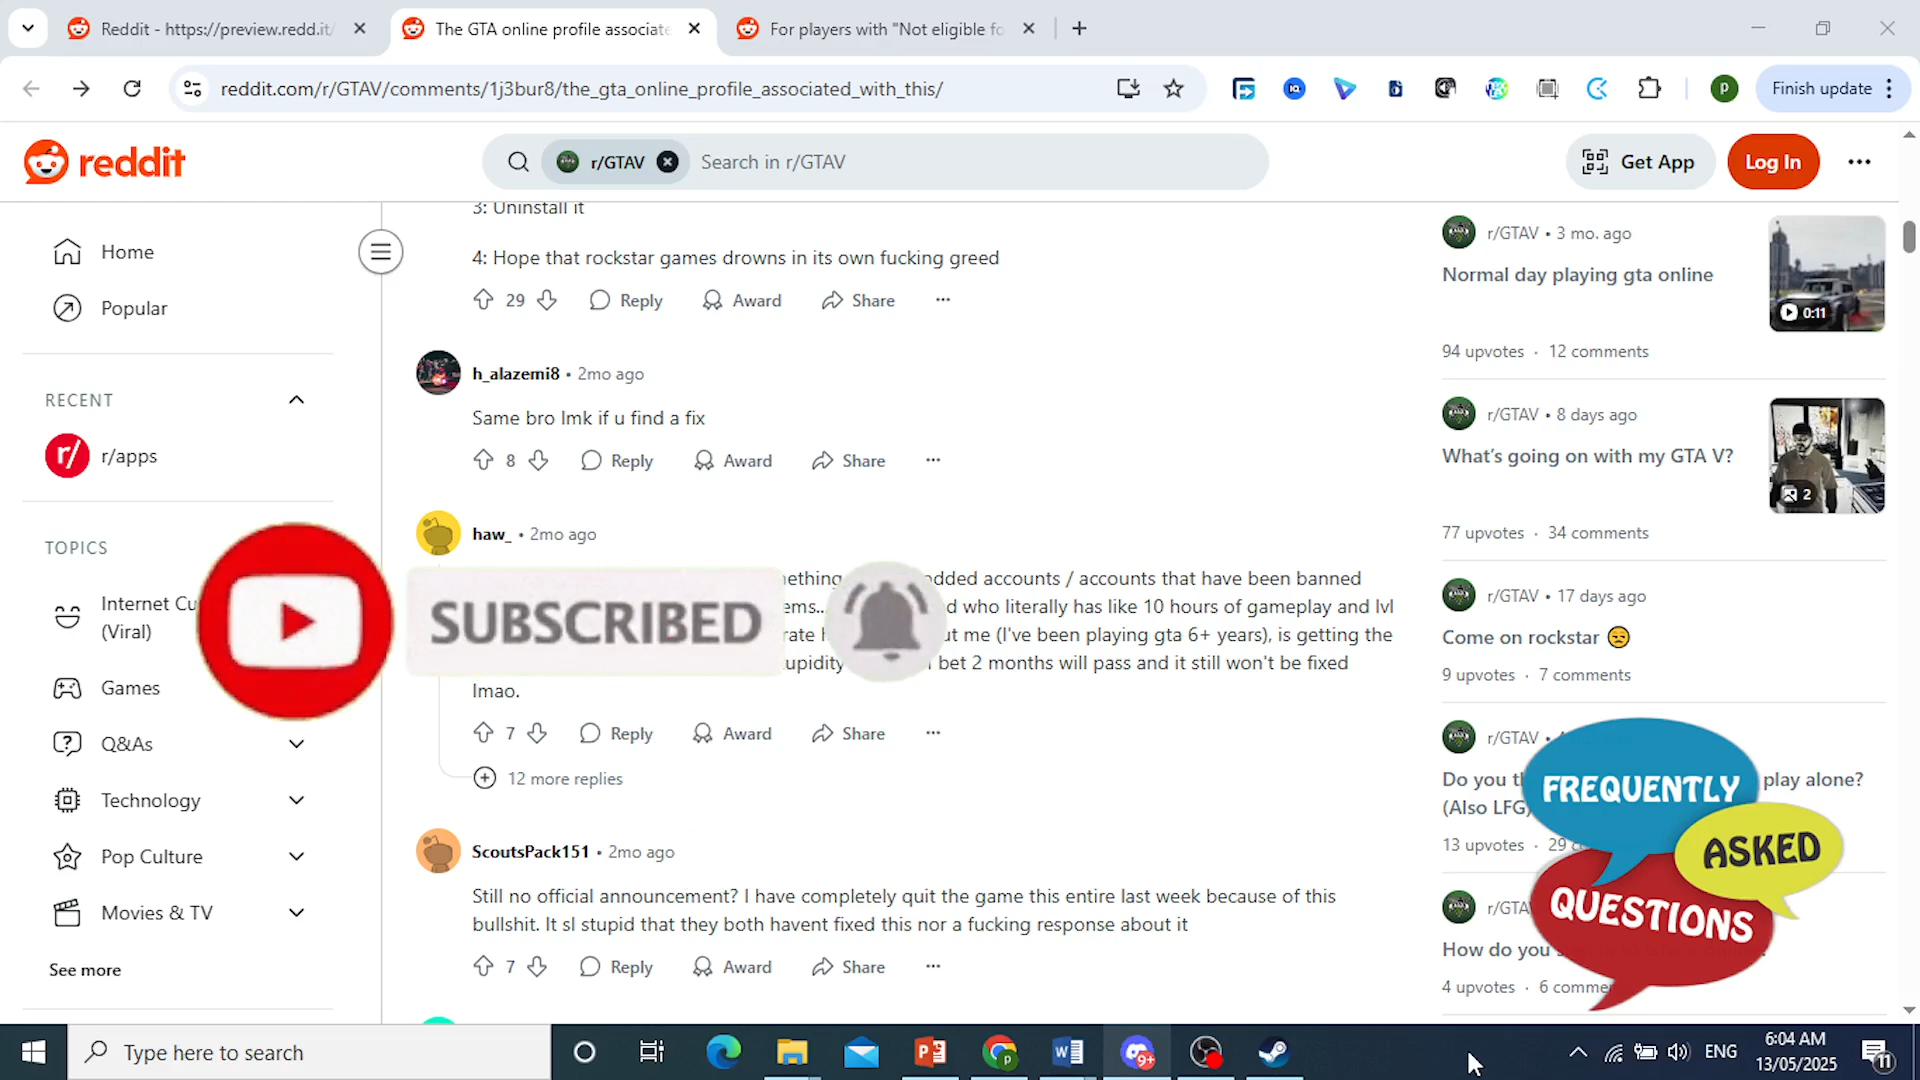 Reddit - https://preview.redd.it/
The GTA online profile associate
For players with "Not eligible fo
reddit.com/r/GTAV/comments/1j3bur8/the_gta_online_profile_associated_with_this/
Finish update
reddit
r/GTAV
Search in r/GTAV
Get App
Log In
Home
Popular
RECENT
r/apps
TOPICS
Internet Cu
(Viral)
Games
Q&As
Technology
Pop Culture
Movies & TV
See more
3: Uninstall it
4: Hope that rockstar games drowns in its own fucking greed
29 Reply Award Share
h_alazemi8 • 2mo ago
Same bro lmk if u find a fix
8 Reply Award Share
haw_ • 2mo ago
dded accounts / accounts that have been banned
who literally has like 10 hours of gameplay and lvl
me (I've been playing gta 6+ years), is getting the
bet 2 months will pass and it still won't be fixed
lmao.
7 Reply Award Share
12 more replies
SUBSCRIBED
ScoutsPack151 • 2mo ago
Still no official announcement? I have completely quit the game this entire last week because of this
bullshit. It sl stupid that they both havent fixed this nor a fucking response about it
7 Reply Award Share
r/GTAV • 3 mo. ago
Normal day playing gta online
0:11
94 upvotes · 12 comments
r/GTAV • 8 days ago
What's going on with my GTA V?
2
77 upvotes · 34 comments
r/GTAV • 17 days ago
Come on rockstar
9 upvotes · 7 comments
r/GTAV •
Do you th play alone?
(Also LFG)
13 upvotes · 29 c
r/GTA
How do you
4 upvotes · 6 comme
FREQUENTLY
ASKED
QUESTIONS
Type here to search
9+
ENG
6:04 AM
13/05/2025
11